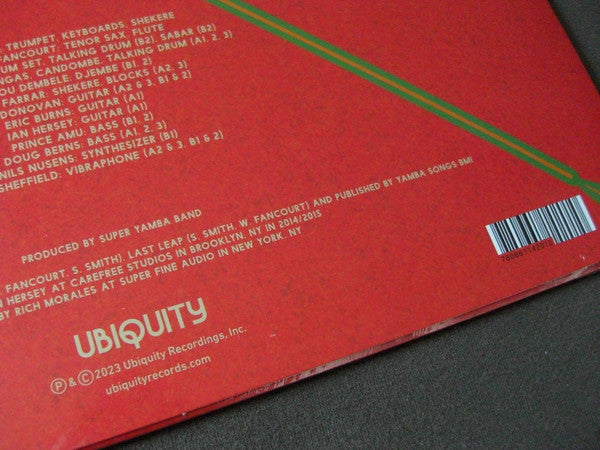 : TRUMPET, KEYBOARDS, SHEKERE
FANCOURT: TENOR SAX, FLUTE
UM SET, TALKING DRUM (B2), SABAR (B2)
NGAS, CANDOMBE, TALKING DRUM (A1, 2, 3)
OU DEMBELE: DJEMBE (B1, 2)
FARRAR: SHEKERE, BLOCKS (A2, 3)
DONOVAN: GUITAR (A2 & 3, B1 & 2)
ERIC BURNS: GUITAR (A1)
IAN HERSEY: GUITAR (A1)
PRINCE AMU: BASS (B1, 2)
DOUG BERNS: BASS (A1, 2, 3)
NILS NUSENS: SYNTHESIZER (B1)
SHEFFIELD: VIBRAPHONE (A2 & 3, B1 & 2)
PRODUCED BY SUPER YAMBA BAND
FANCOURT, S. SMITH), LAST LEAP (S. SMITH, W. FANCOURT) AND PUBLISHED BY YAMBA SONGS BMI
N HERSEY AT CAREFREE STUDIOS IN BROOKLYN, NY IN 2014/2015
BY RICH MORALES AT SUPER FINE AUDIO IN NEW YORK, NY
UBIQUITY
℗ & © 2023 Ubiquity Recordings, Inc.
ubiquityrecords.com